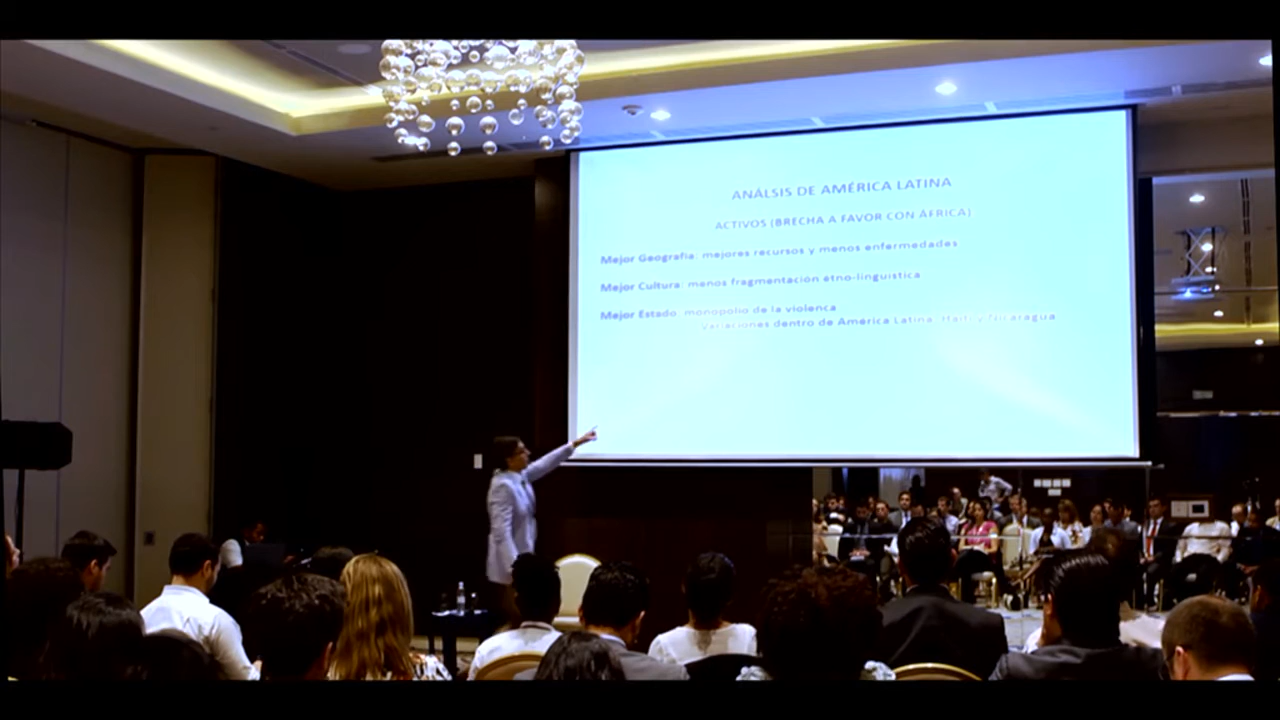 ANÁLSIS DE AMÉRICA LATINA
ACTIVOS (BRECHA A FAVOR CON ÁFRICA)
Mejor Geografía: mejores recursos y menos enfermedades
Mejor Cultura: menos fragmentación etno-linguistica
Mejor Estado: monopolio de la violenca
Variaciones dentro de América Latina: Haití y Nicaragua